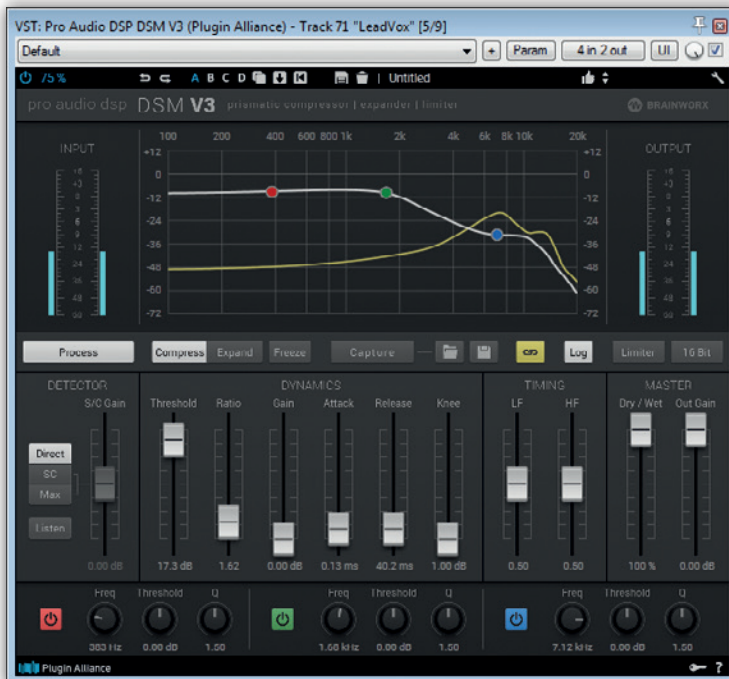 VST: Pro Audio DSP DSM V3 (Plugin Alliance) - Track 71 "LeadVox" [5/9]
Default + Param 4 in 2 out UI
75 % A B C D Untitled
pro audio dsp DSM V3 prismatic compressor | expander | limiter BRAINWORX
100 200 400 600 800 1k 2k 4k 6k 8k 10k 20k
INPUT OUTPUT
+12 +12
0 0
-12 -12
-24 -24
-36 -36
-48 -48
-60 -60
-72 -72
Process Compress Expand Freeze Capture Log Limiter 16 Bit
DETECTOR DYNAMICS TIMING MASTER
S/C Gain Threshold Ratio Gain Attack Release Knee LF HF Dry / Wet Out Gain
Direct
SC
Max
Listen
0.00 dB 17.3 dB 1.62 0.00 dB 0.13 ms 40.2 ms 1.00 dB 0.50 0.50 100 % 0.00 dB
Freq Threshold Q Freq Threshold Q Freq Threshold Q
383 Hz 0.00 dB 1.50 1.68 kHz 0.00 dB 1.50 7.12 kHz 0.00 dB 1.50
Plugin Alliance ?